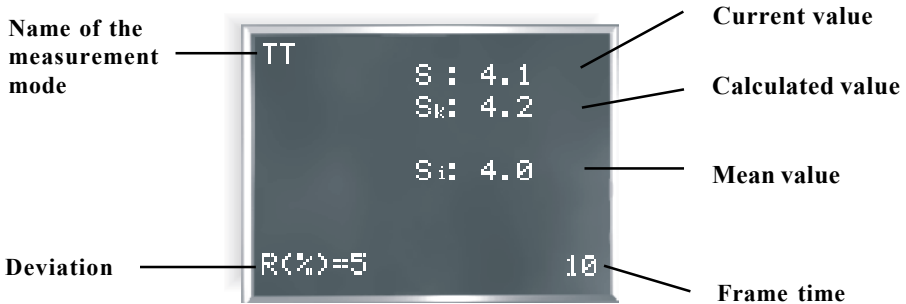 Name of the
measurement
mode
TT
S : 4.1
Sk: 4.2
Si: 4.0
R(%)=5
10
Current value
Calculated value
Mean value
Deviation
Frame time